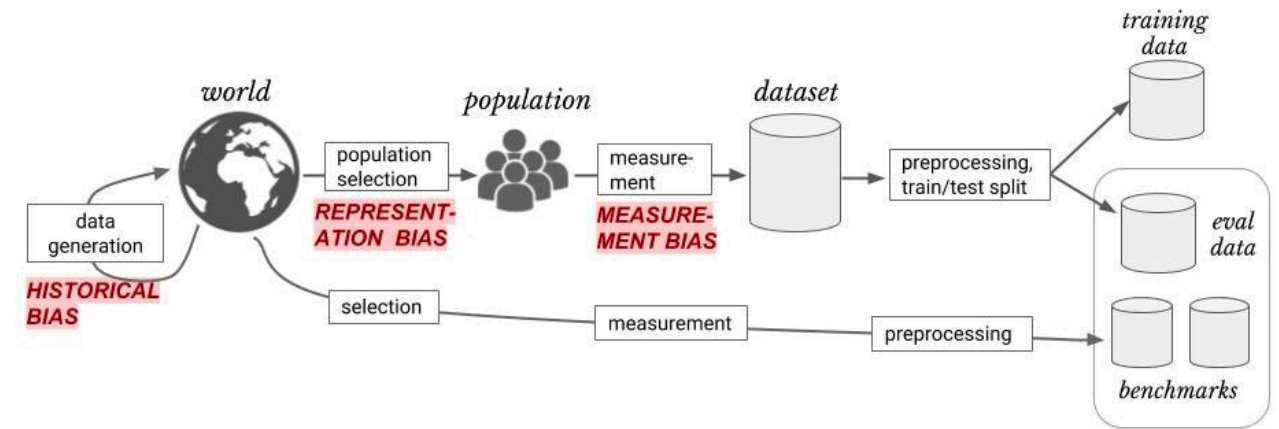 training
data
world
population
dataset
population
selection
measure-
ment
preprocessing,
train/test split
data
generation
REPRESENT-
ATION BIAS
MEASURE-
MENT BIAS
eval
data
HISTORICAL
BIAS
selection
measurement
preprocessing
benchmarks